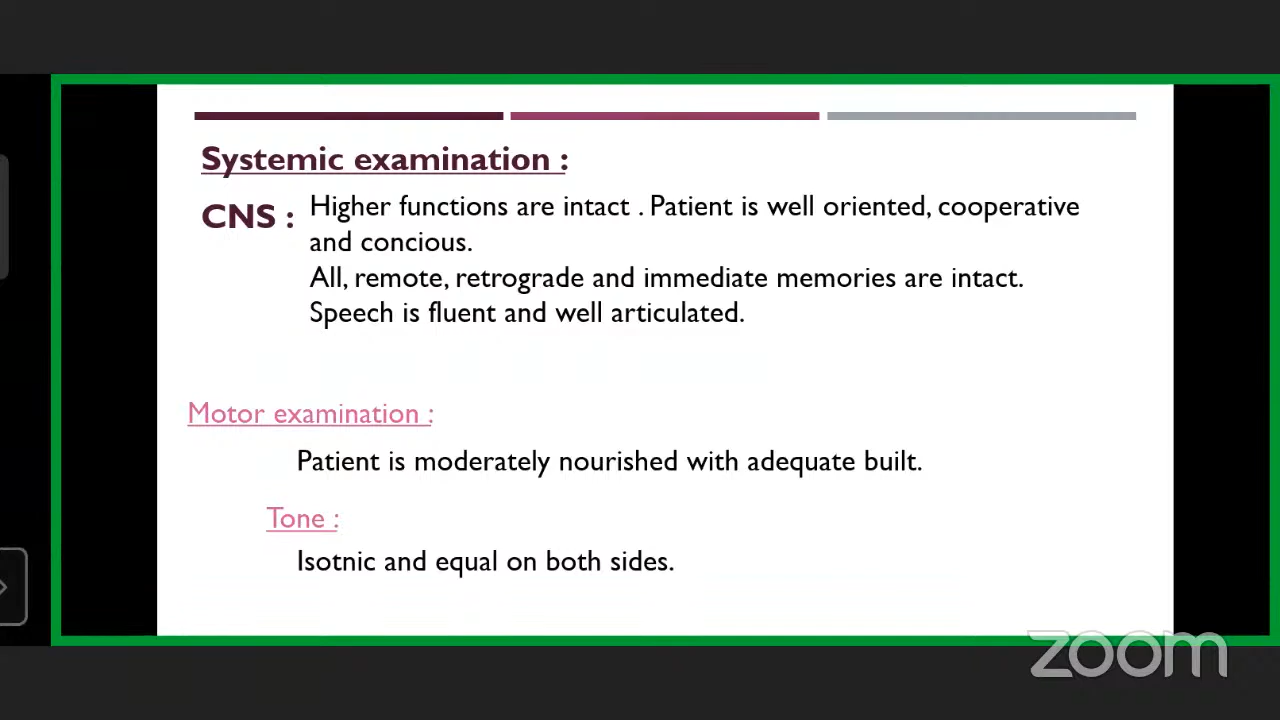 Systemic examination :
CNS :
Higher functions are intact . Patient is well oriented, cooperative
and concious.
All, remote, retrograde and immediate memories are intact.
Speech is fluent and well articulated.
Motor examination :
Patient is moderately nourished with adequate built.
Tone :
Isotnic and equal on both sides.
zoom